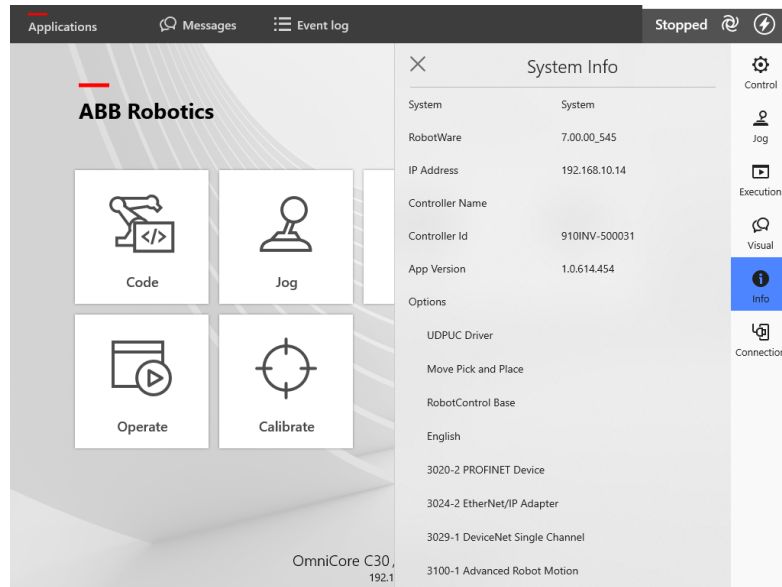 Applications
Messages
Event log
Stopped
ABB Robotics
Code
Jog
Operate
Calibrate
OmniCore C30
192.1
System Info
System System
RobotWare 7.00.00_545
IP Address 192.168.10.14
Controller Name
Controller Id 910INV-500031
App Version 1.0.614.454
Options
UDPUC Driver
Move Pick and Place
RobotControl Base
English
3020-2 PROFINET Device
3024-2 EtherNet/IP Adapter
3029-1 DeviceNet Single Channel
3100-1 Advanced Robot Motion
Control
Jog
Execution
Visual
Info
Connection